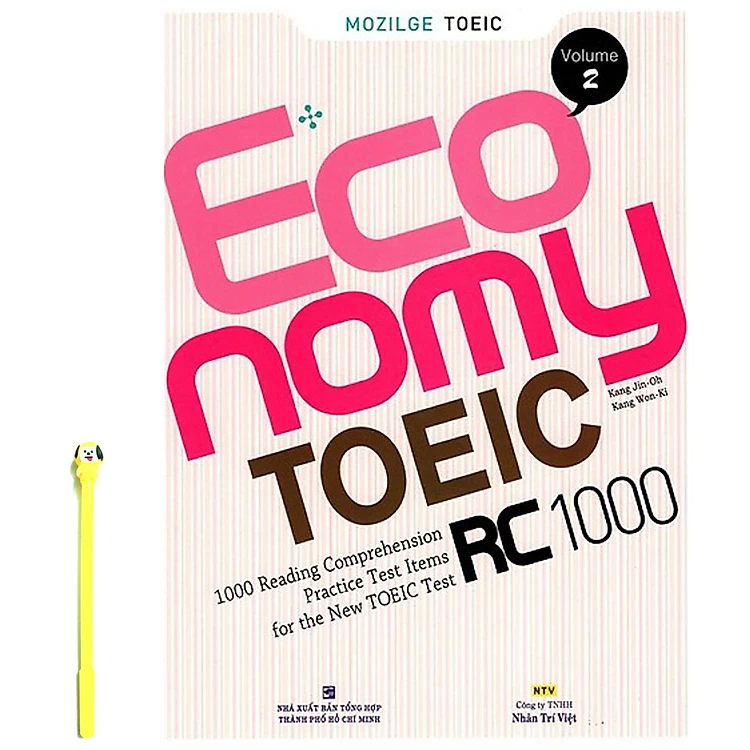 MOZILGE TOEIC
Volume
2
Eco
nomy
Kang Jin-Oh
Kang Won-Ki
TOEIC
RC 1000
1000 Reading Comprehension
Practice Test Items
for the New TOEIC Test
NHÀ XUẤT BẢN TỔNG HỢP
THÀNH PHỐ HỒ CHÍ MINH
NTV
Công ty TNHH
Nhân Trí Việt